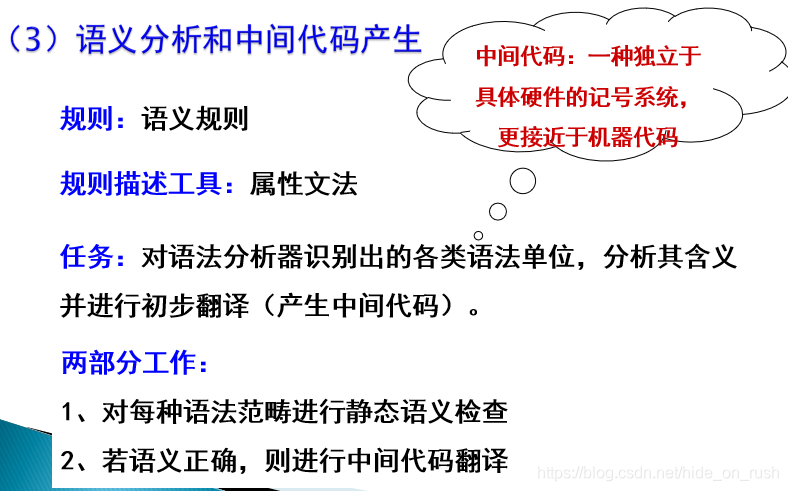 （3）语义分析和中间代码产生
中间代码：一种独立于
具体硬件的记号系统，
更接近于机器代码
规则：语义规则
规则描述工具：属性文法
任务：对语法分析器识别出的各类语法单位，分析其含义
并进行初步翻译（产生中间代码）。
两部分工作：
1、对每种语法范畴进行静态语义检查
2、若语义正确，则进行中间代码翻译
https://blog.csdn.net/hide_on_rush